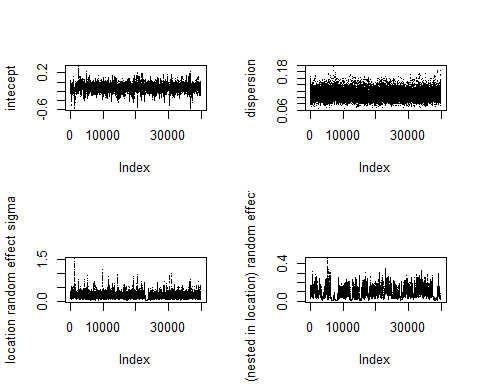 intecept
0.2
-0.6
0 10000 30000
Index
dispersion
0.18
0.06
0 10000 30000
Index
location random effect sigma
1.5
0.0
0 10000 30000
Index
(nested in location) random effec
0.4
0.0
0 10000 30000
Index